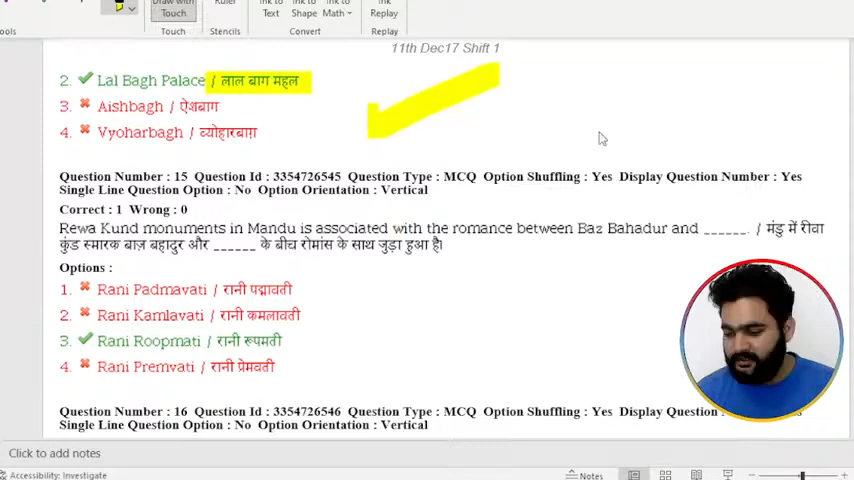 Draw with Touch
Ruler
Ink to Text
Ink to Shape
Ink to Math
Ink Replay
Touch
Stencils
Convert
Replay
11th Dec17 Shift 1
2. Lal Bagh Palace / लाल बाग महल
3. Aishbagh / ऐशबाग
4. Vyoharbagh / व्योहारबाग़
Question Number : 15 Question Id : 3354726545 Question Type : MCQ Option Shuffling : Yes Display Question Number : Yes
Single Line Question Option : No Option Orientation : Vertical
Correct : 1 Wrong : 0
Rewa Kund monuments in Mandu is associated with the romance between Baz Bahadur and ______. / मंडु में रीवा
कुंड स्मारक बाज़ बहादुर और ______ के बीच रोमांस के साथ जुड़ा हुआ है।
Options :
1. Rani Padmavati / रानी पद्मावती
2. Rani Kamlavati / रानी कमलावती
3. Rani Roopmati / रानी रूपमती
4. Rani Premvati / रानी प्रेमवती
Question Number : 16 Question Id : 3354726546 Question Type : MCQ Option Shuffling : Yes Display
Single Line Question Option : No Option Orientation : Vertical
Click to add notes
Accessibility: Investigate
Notes